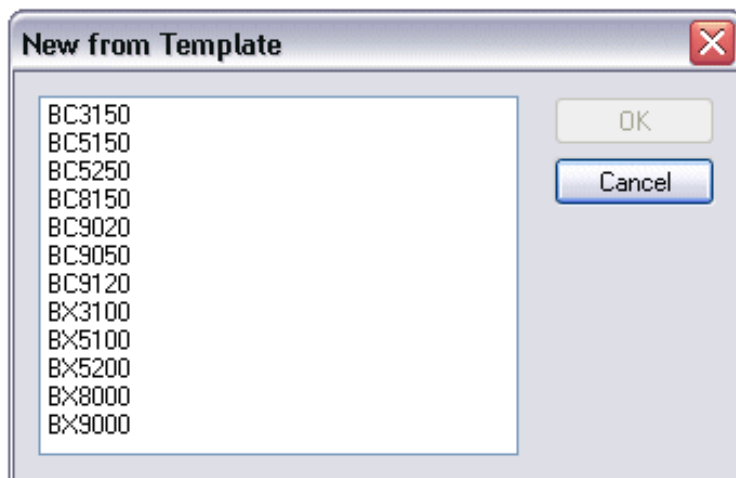 New from Template
BC3150
BC5150
BC5250
BC8150
BC9020
BC9050
BC9120
BX3100
BX5100
BX5200
BX8000
BX9000
OK
Cancel